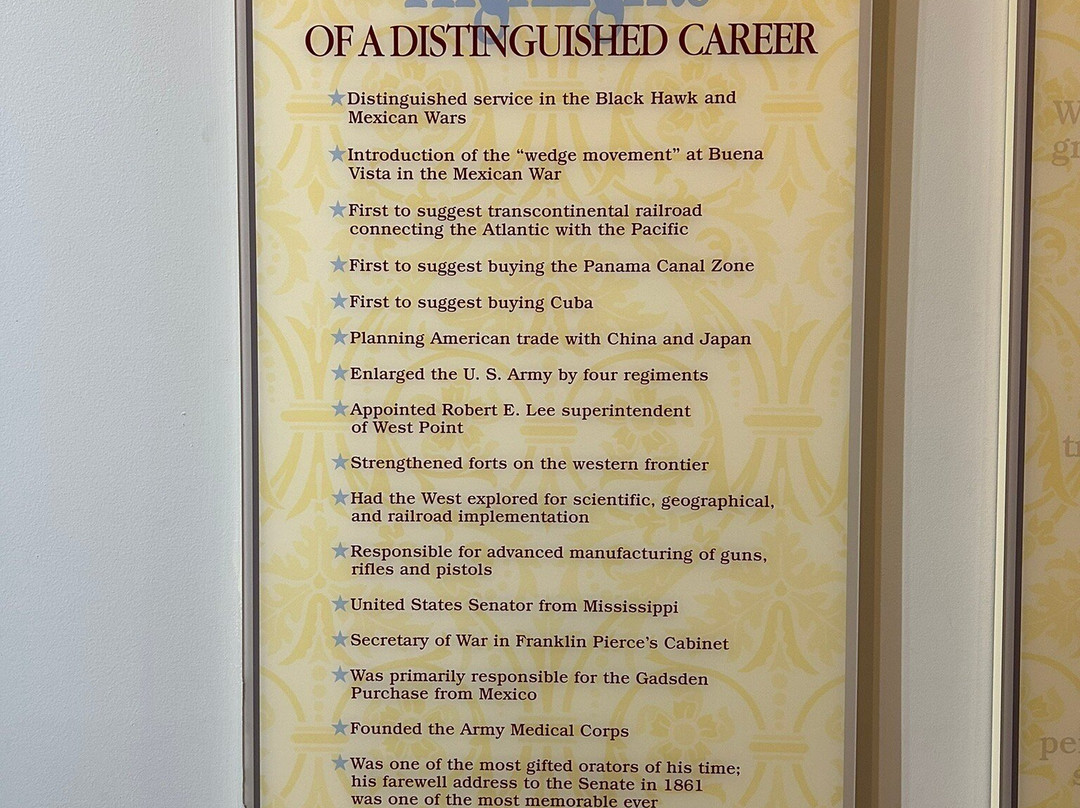 Highlights
OF A DISTINGUISHED CAREER
Distinguished service in the Black Hawk and
Mexican Wars
Introduction of the “wedge movement” at Buena
Vista in the Mexican War
First to suggest transcontinental railroad
connecting the Atlantic with the Pacific
First to suggest buying the Panama Canal Zone
First to suggest buying Cuba
Planning American trade with China and Japan
Enlarged the U. S. Army by four regiments
Appointed Robert E. Lee superintendent
of West Point
Strengthened forts on the western frontier
Had the West explored for scientific, geographical,
and railroad implementation
Responsible for advanced manufacturing of guns,
rifles and pistols
United States Senator from Mississippi
Secretary of War in Franklin Pierce’s Cabinet
Was primarily responsible for the Gadsden
Purchase from Mexico
Founded the Army Medical Corps
Was one of the most gifted orators of his time;
his farewell address to the Senate in 1861
was one of the most memorable ever